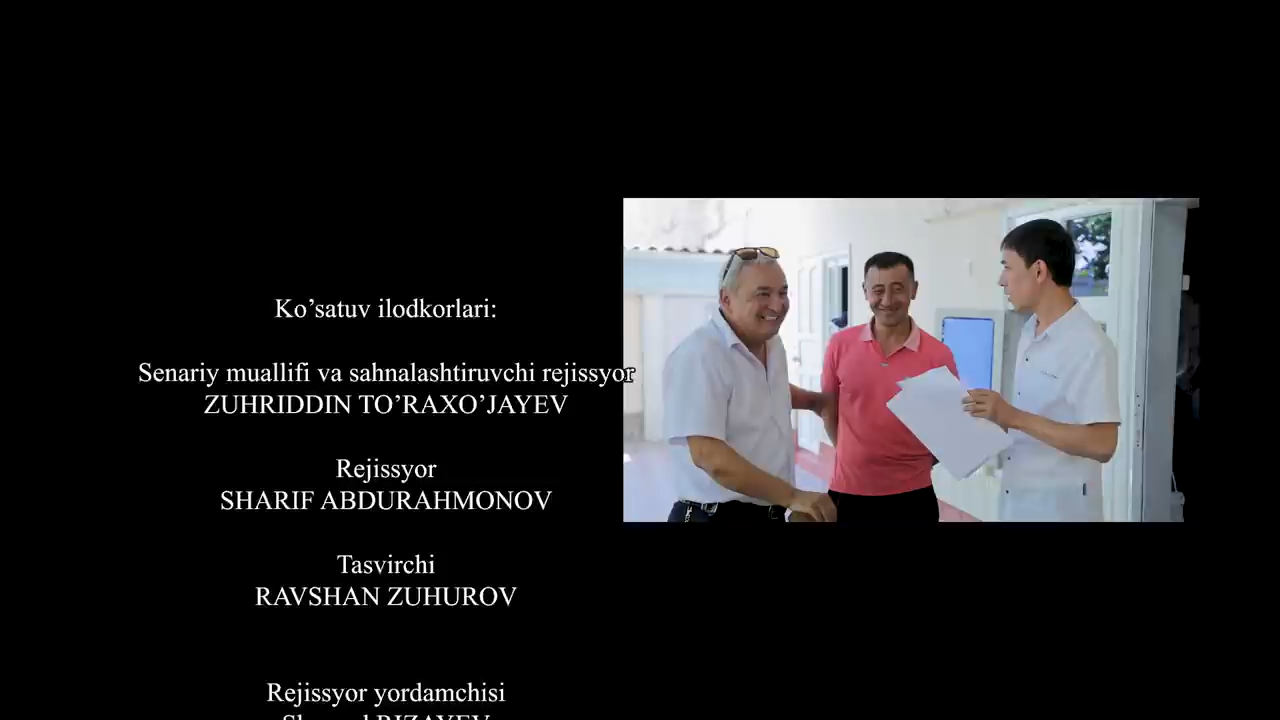 Ko’satuv ilodkorlari:
Senariy muallifi va sahnalashtiruvchi rejissyor
ZUHRIDDIN TO’RAXO’JAYEV
Rejissyor
SHARIF ABDURAHMONOV
Tasvirchi
RAVSHAN ZUHUROV
Rejissyor yordamchisi